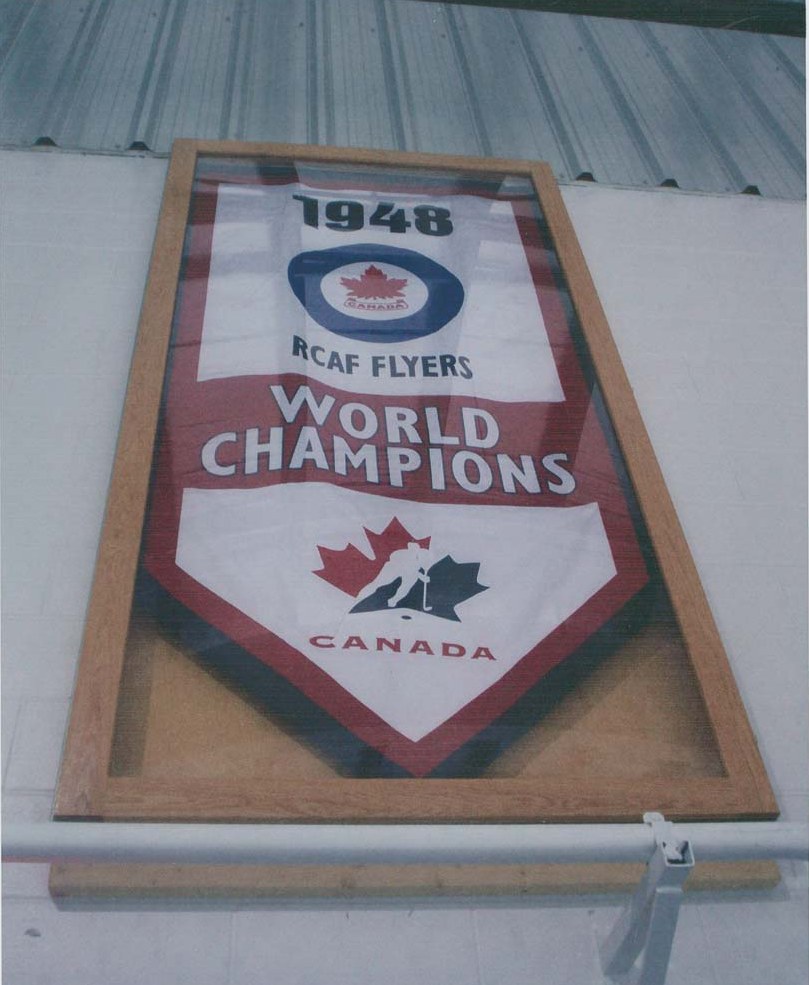 1948
CANADA
RCAF FLYERS
WORLD
CHAMPIONS
CANADA